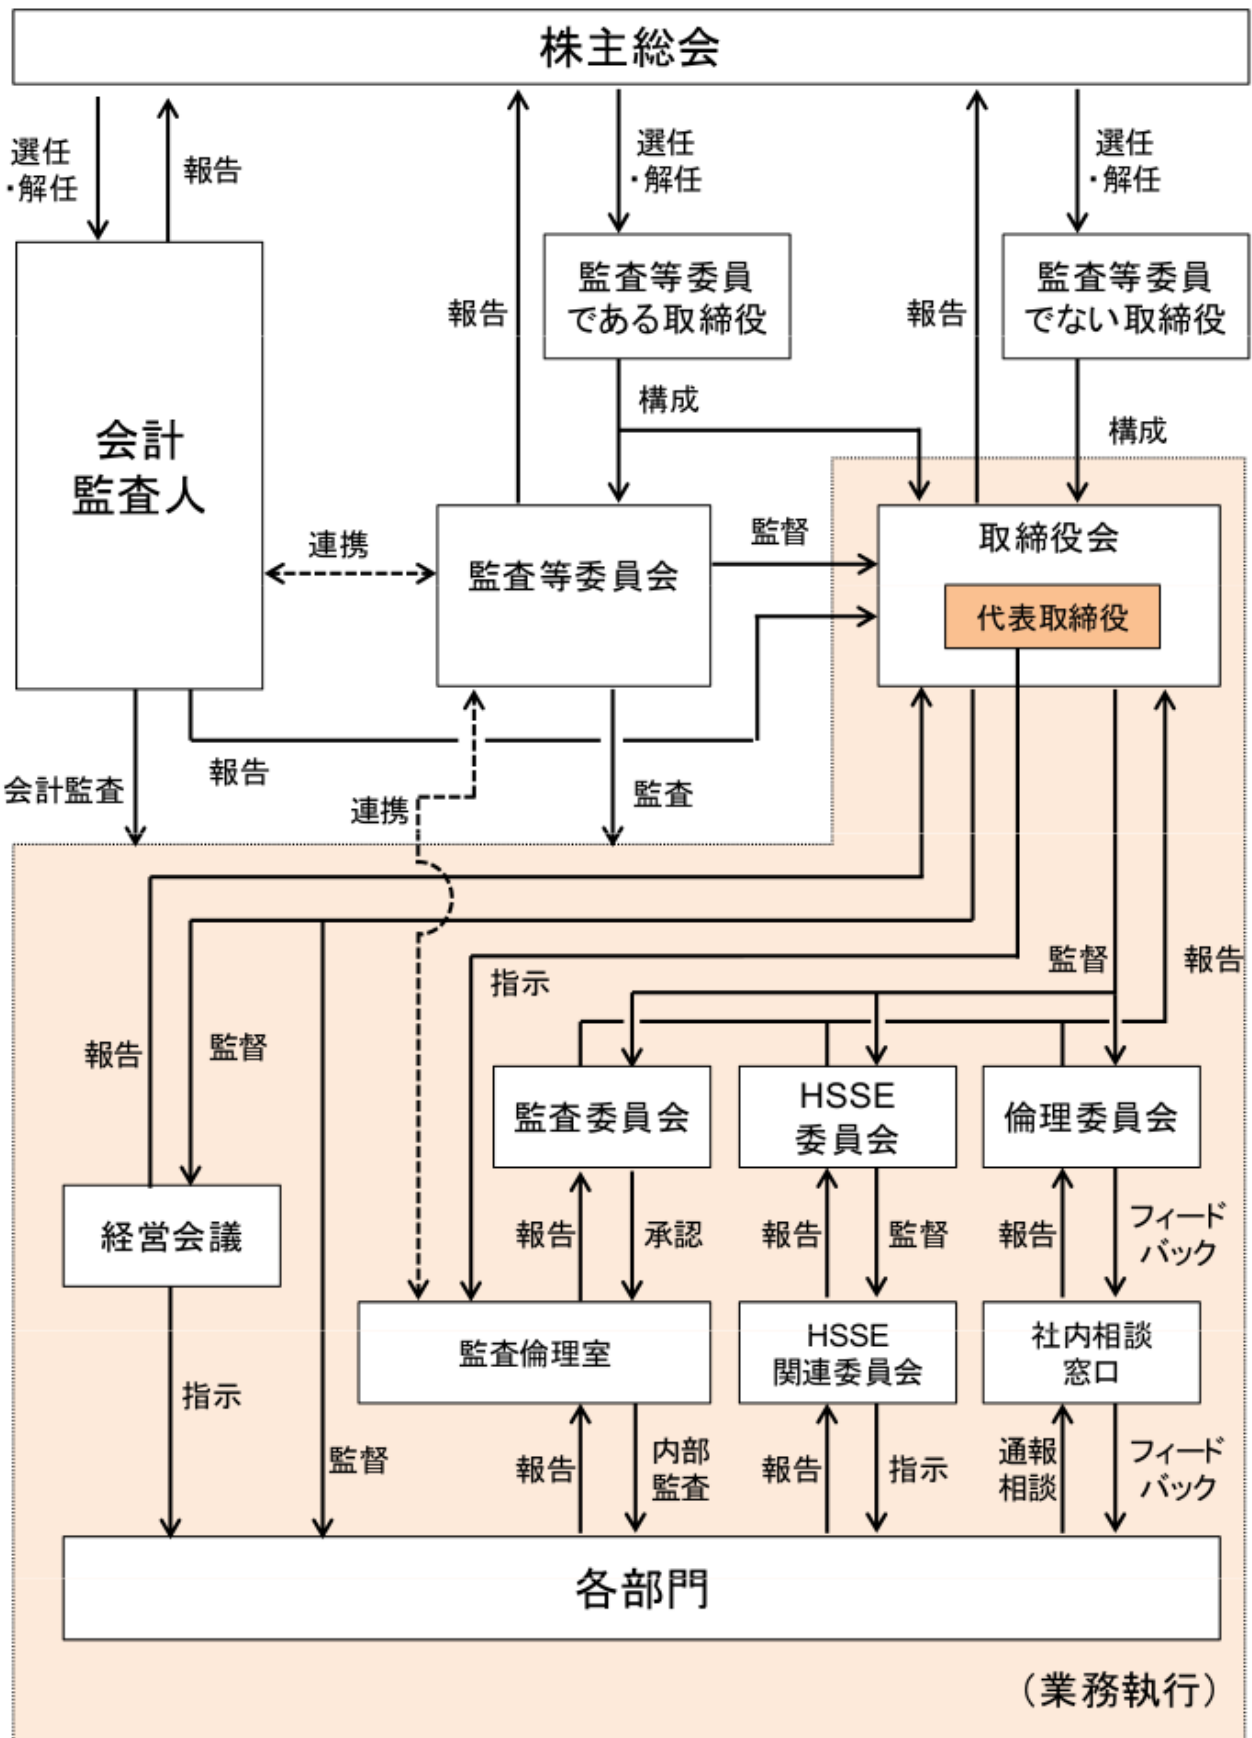 株主総会
選任
・解任
報告
選任
・解任
選任
・解任
監査等委員
である取締役
監査等委員
でない取締役
報告
報告
構成
構成
会計
監査人
連携
監査等委員会
監督
取締役会
代表取締役
報告
会計監査
連携
監査
指示
監督
報告
報告
監督
監査委員会
HSSE
委員会
倫理委員会
経営会議
報告
承認
報告
監督
報告
フィード
バック
監査倫理室
HSSE
関連委員会
社内相談
窓口
指示
監督
報告
内部
監査
報告
指示
通報
相談
フィード
バック
各部門
（業務執行）